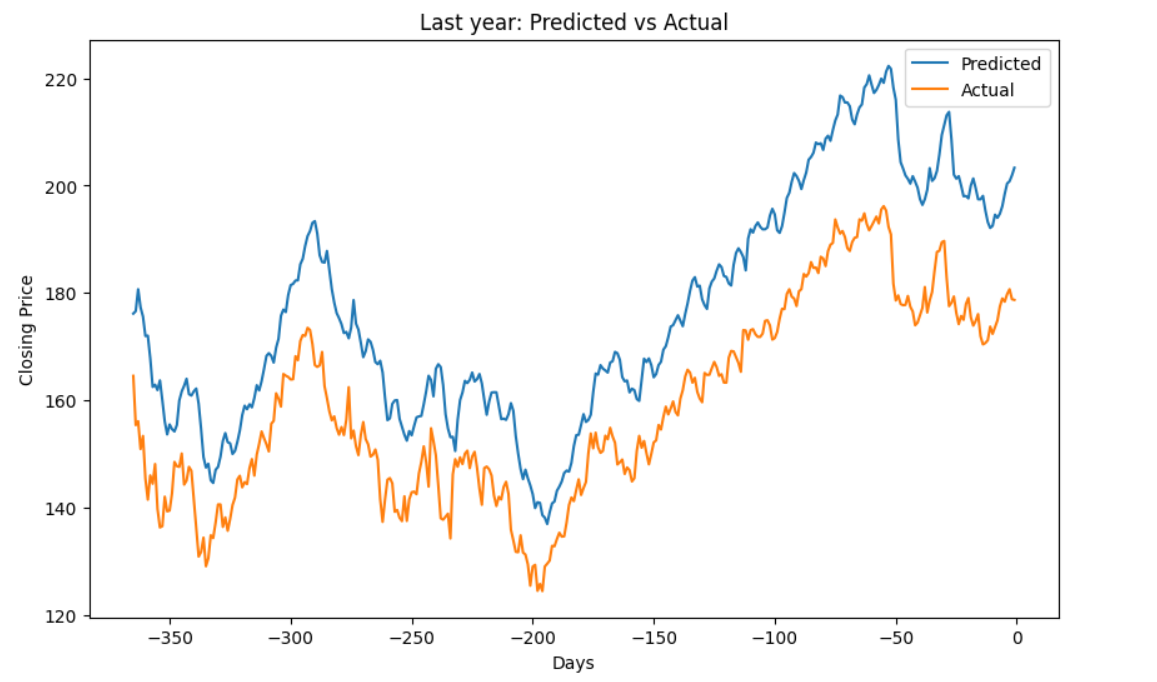 Last year: Predicted vs Actual
Predicted
Actual
Closing Price
220
200
180
160
140
120
−350
−300
−250
−200
−150
−100
−50
0
Days